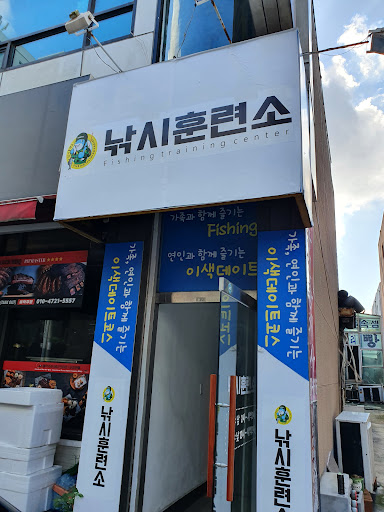 낚시훈련소
Fishing training center
가족과 함께 즐기는
Fishing
연인과 함께 즐기는
이색데이트
가족, 연인과 함께 즐기는
이색데이트코스
낚시훈련소
가족, 연인과 함께 즐기는
이색데이트코스
낚시훈련소
010-4721-5557